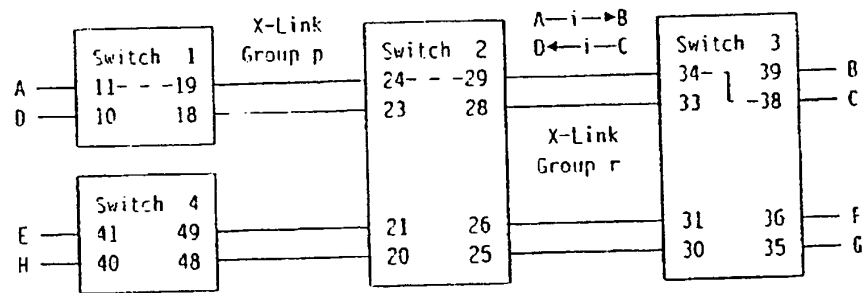 X-Link
Group p
A—i—►B
D◄—i—C
Switch 1
11- - -19
10 18
A
D
Switch 2
24- - -29
23 28
21 26
20 25
Switch 3
34- 39
33 -38
31 36
30 35
B
C
F
G
X-Link
Group r
Switch 4
41 49
40 48
E
H